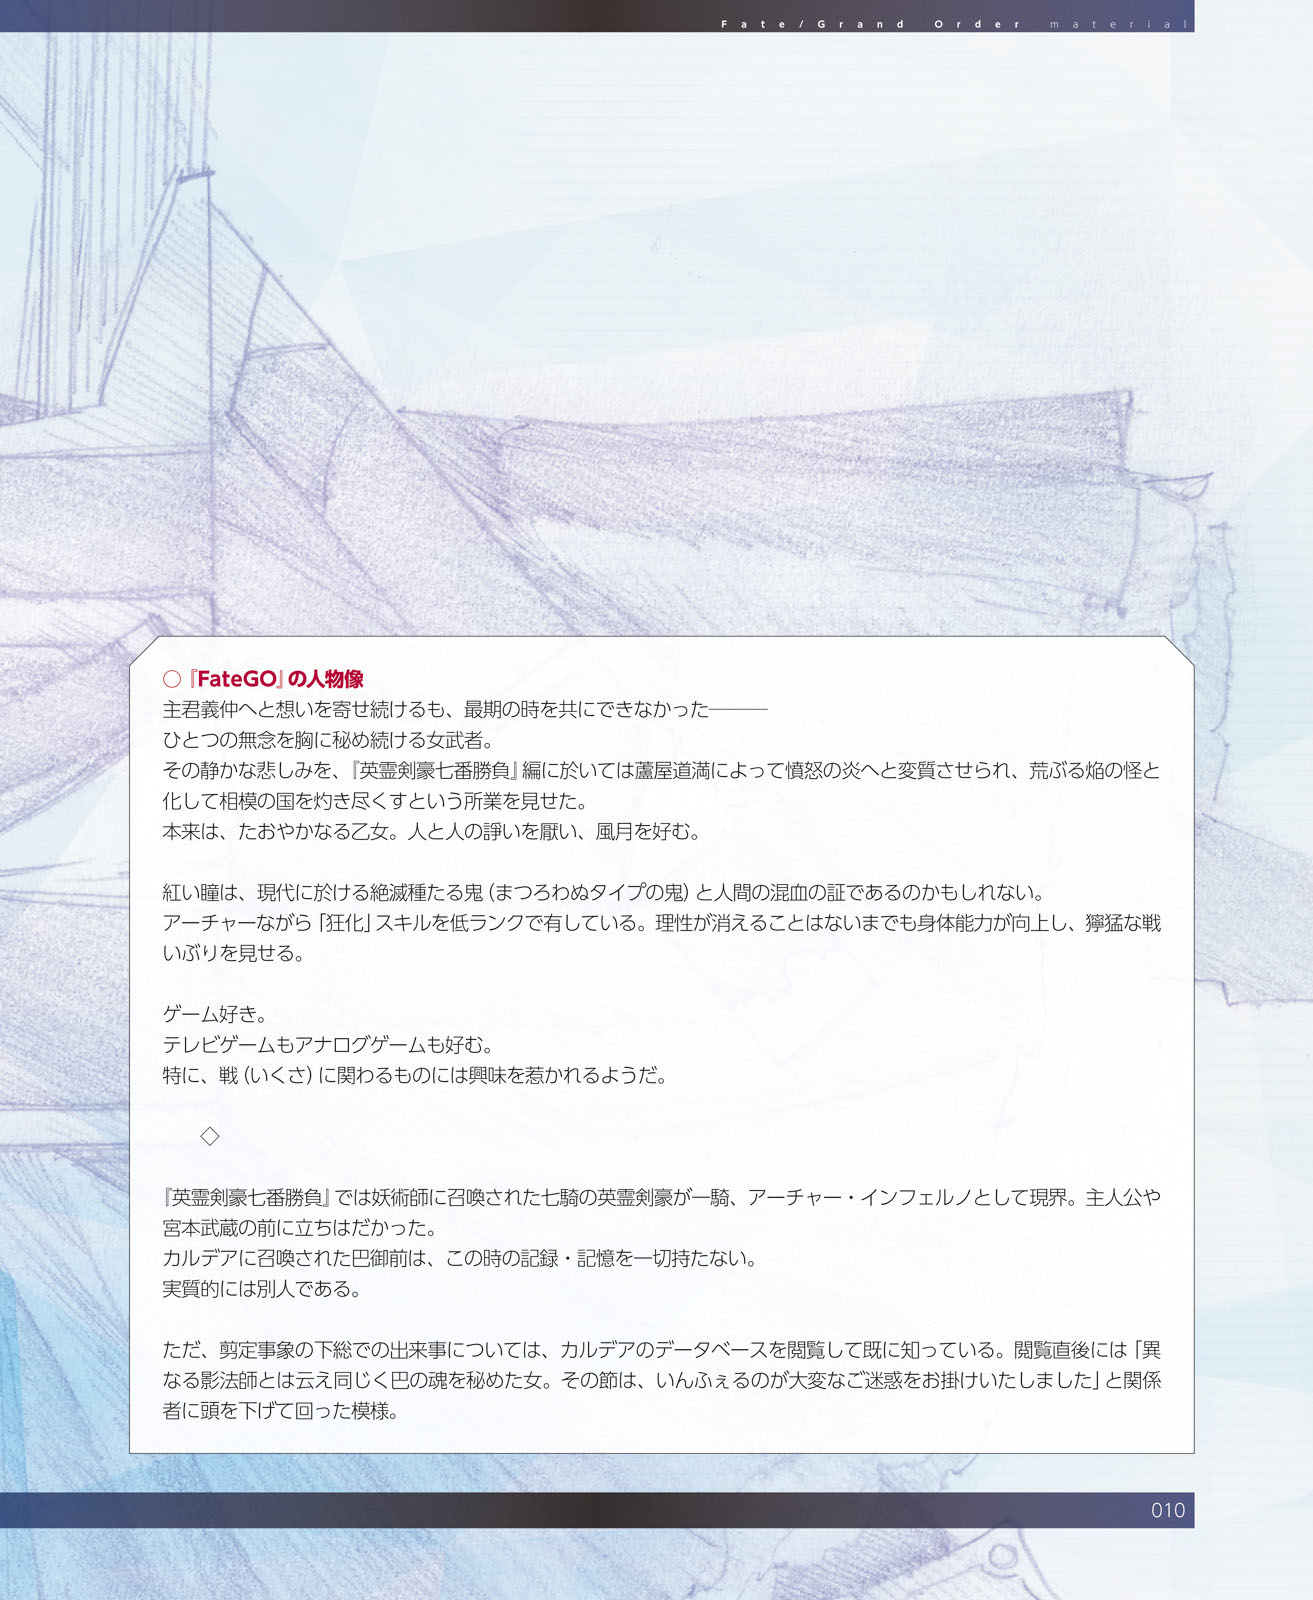 Fate/Grand Order material
○『FateGO』の人物像
主君義仲へと想いを寄せ続けるも、最期の時を共にできなかった———
ひとつの無念を胸に秘め続ける女武者。
その静かな悲しみを、『英霊剣豪七番勝負』編に於いては蘆屋道満によって憤怒の炎へと変質させられ、荒ぶる焔の怪と
化して相模の国を灼き尽くすという所業を見せた。
本来は、たおやかなる乙女。人と人の諍いを厭い、風月を好む。
紅い瞳は、現代に於ける絶滅種たる鬼（まつろわぬタイプの鬼）と人間の混血の証であるのかもしれない。
アーチャーながら「狂化」スキルを低ランクで有している。理性が消えることはないまでも身体能力が向上し、獰猛な戦
いぶりを見せる。
ゲーム好き。
テレビゲームもアナログゲームも好む。
特に、戦（いくさ）に関わるものには興味を惹かれるようだ。
◇
『英霊剣豪七番勝負』では妖術師に召喚された七騎の英霊剣豪が一騎、アーチャー・インフェルノとして現界。主人公や
宮本武蔵の前に立ちはだかった。
カルデアに召喚された巴御前は、この時の記録・記憶を一切持たない。
実質的には別人である。
ただ、剪定事象の下総での出来事については、カルデアのデータベースを閲覧して既に知っている。閲覧直後には「異
なる影法師とは云え同じく巴の魂を秘めた女。その節は、いんふぇるのが大変なご迷惑をお掛けいたしました」と関係
者に頭を下げて回った模様。
010